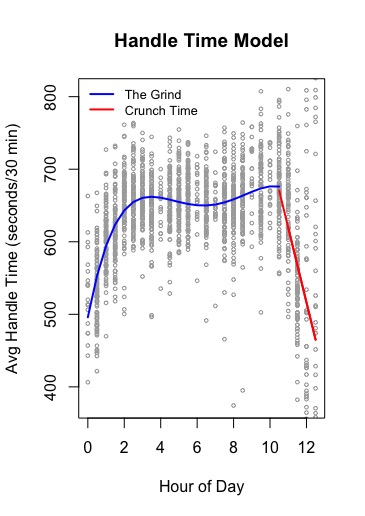 Handle Time Model
The Grind
Crunch Time
Avg Handle Time (seconds/30 min)
800
700
600
500
400
0 2 4 6 8 10 12
Hour of Day